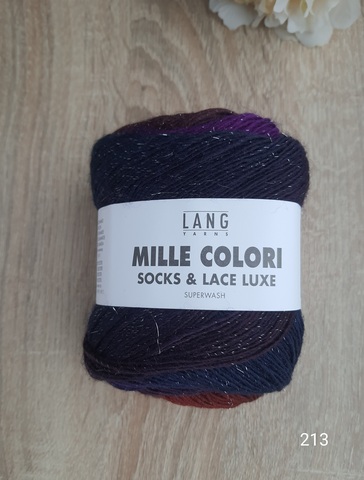 LANG
YARNS
MILLE COLORI
SOCKS & LACE LUXE
SUPERWASH
213